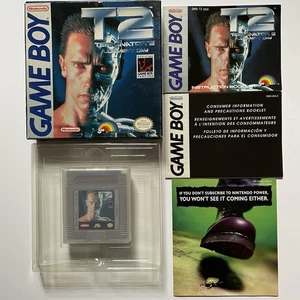 GAME BOY
T2
TERMINATOR 2
Nintendo
GAME BOY
T2
INSTRUCTION BOOKLET
GAME BOY
CONSUMER INFORMATION
AND PRECAUTIONS BOOKLET
RENSEIGNEMENTS ET AVERTISSEMENTS
À L'INTENTION DES CONSOMMATEURS
FOLLETO DE INFORMACIÓN Y
PRECAUCIONES PARA EL CONSUMIDOR
IF YOU DON'T SUBSCRIBE TO NINTENDO POWER,
YOU WON'T SEE IT COMING EITHER.